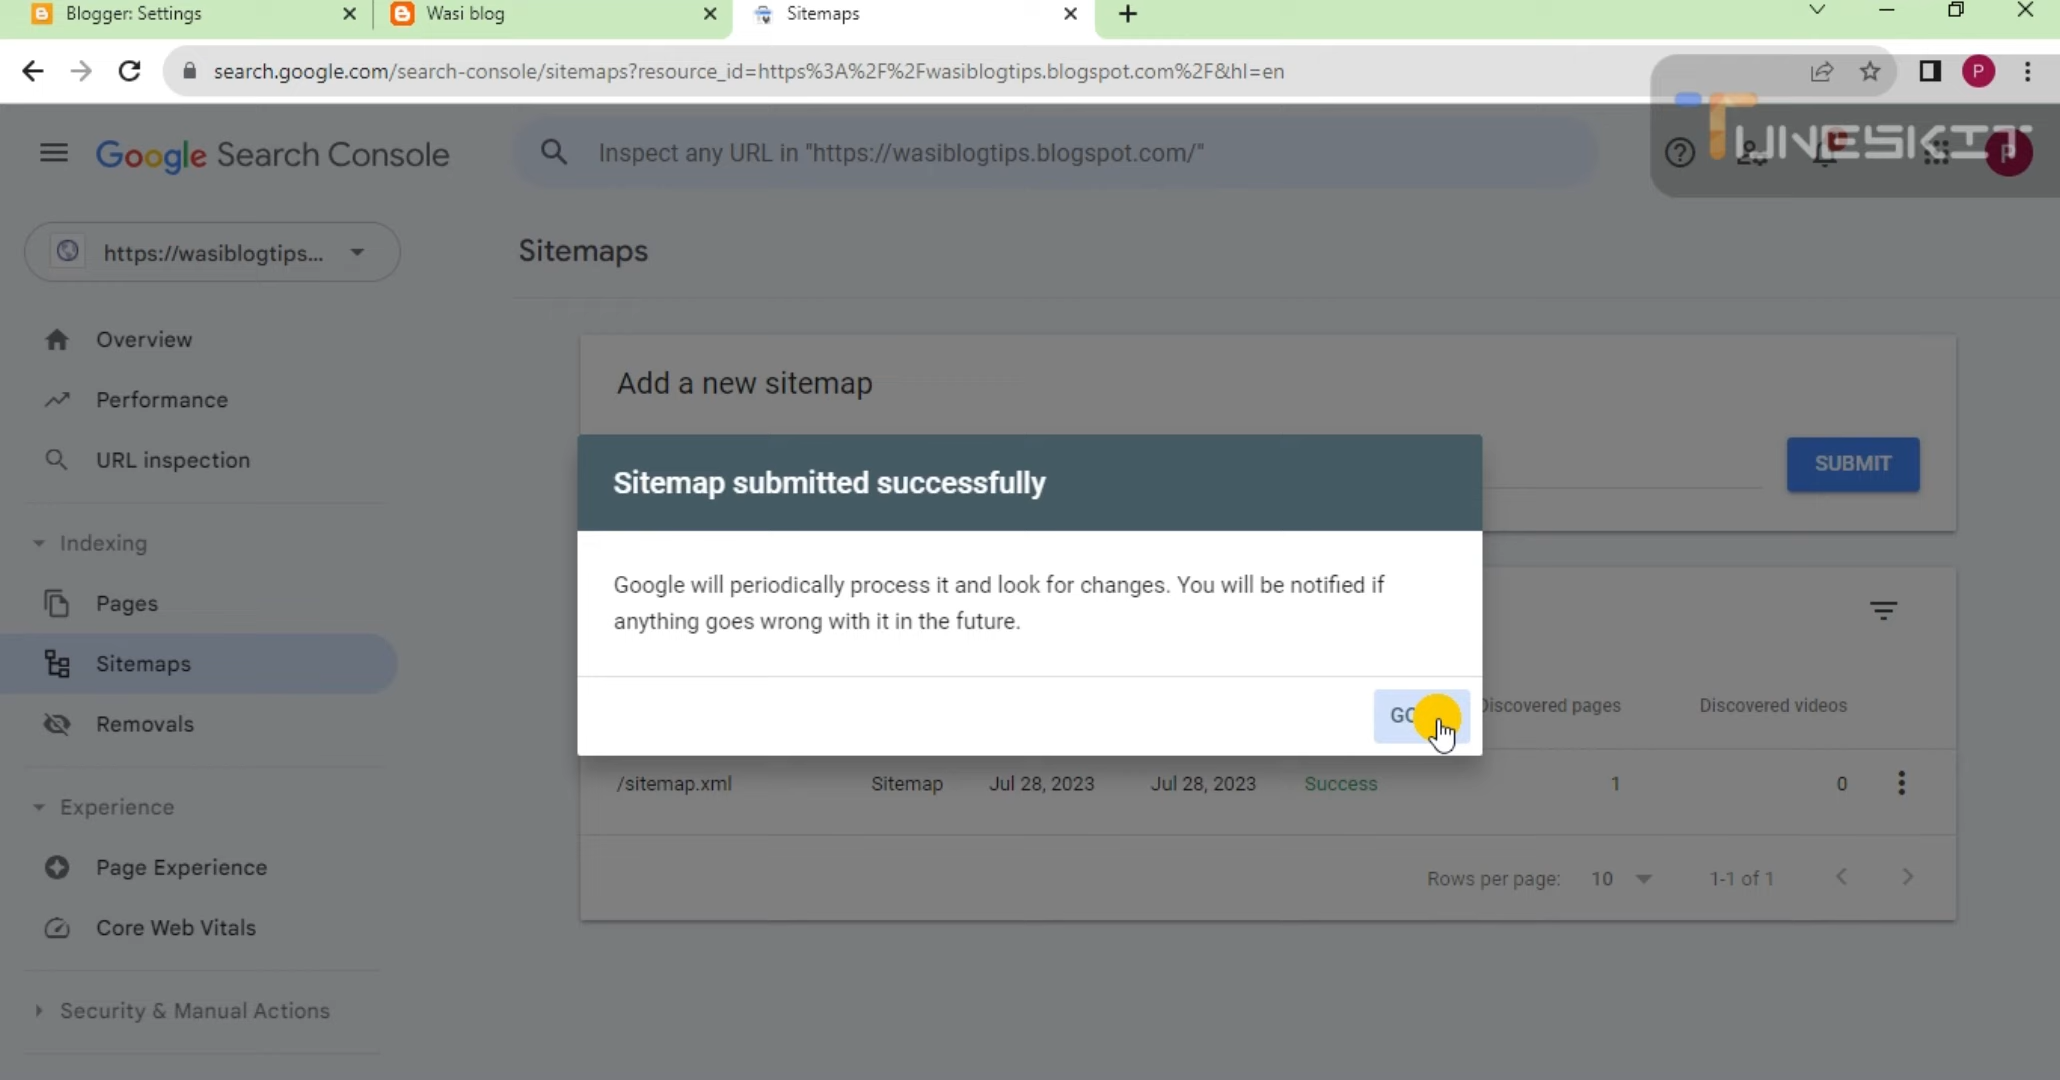 Blogger: Settings
Wasi blog
Sitemaps
search.google.com/search-console/sitemaps?resource_id=https%3A%2F%2Fwasiblogtips.blogspot.com%2F&hl=en
P
TUNESKIT
Google Search Console
Inspect any URL in "https://wasiblogtips.blogspot.com/"
P
https://wasiblogtips...
Sitemaps
Overview
Performance
URL inspection
Indexing
Pages
Sitemaps
Removals
Experience
Page Experience
Core Web Vitals
Security & Manual Actions
Add a new sitemap
SUBMIT
Sitemap submitted successfully
Google will periodically process it and look for changes. You will be notified if
anything goes wrong with it in the future.
Discovered pages Discovered videos
/sitemap.xml Sitemap Jul 28, 2023 Jul 28, 2023 Success 1 0
Rows per page: 10 1-1 of 1